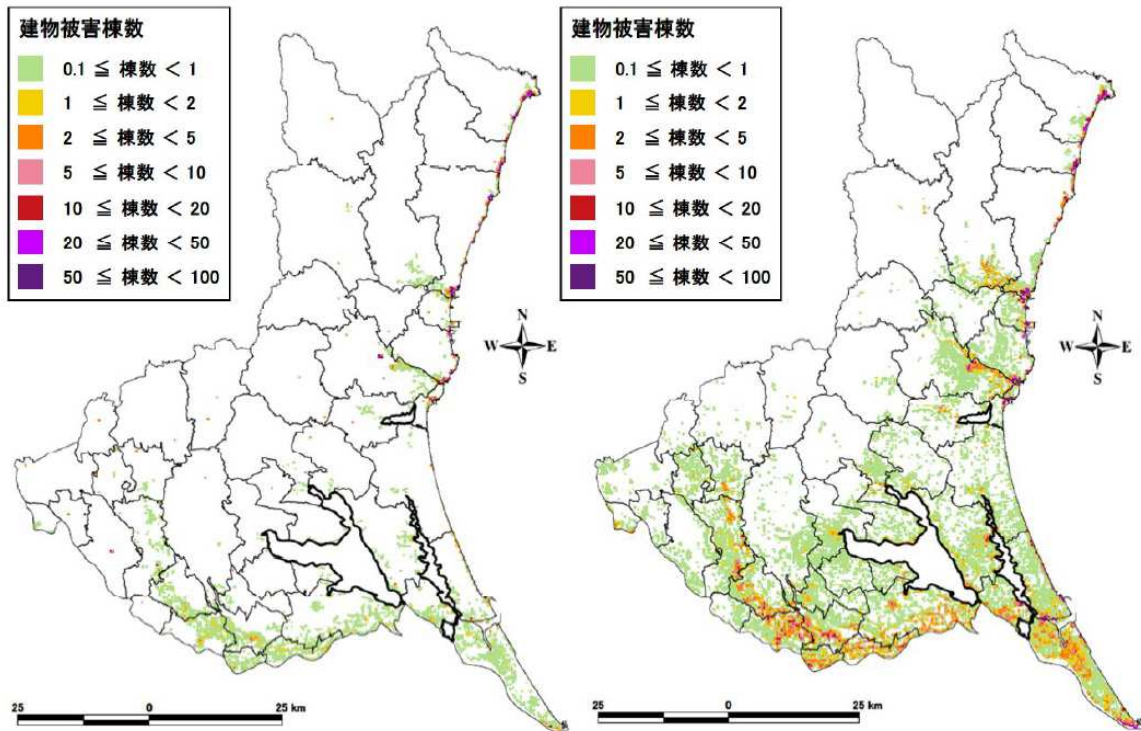 建物被害棟数
0.1 ≦ 棟数 < 1
1 ≦ 棟数 < 2
2 ≦ 棟数 < 5
5 ≦ 棟数 < 10
10 ≦ 棟数 < 20
20 ≦ 棟数 < 50
50 ≦ 棟数 < 100
N
W E
S
25 0 25 km
建物被害棟数
0.1 ≦ 棟数 < 1
1 ≦ 棟数 < 2
2 ≦ 棟数 < 5
5 ≦ 棟数 < 10
10 ≦ 棟数 < 20
20 ≦ 棟数 < 50
50 ≦ 棟数 < 100
N
W E
S
25 0 25 km